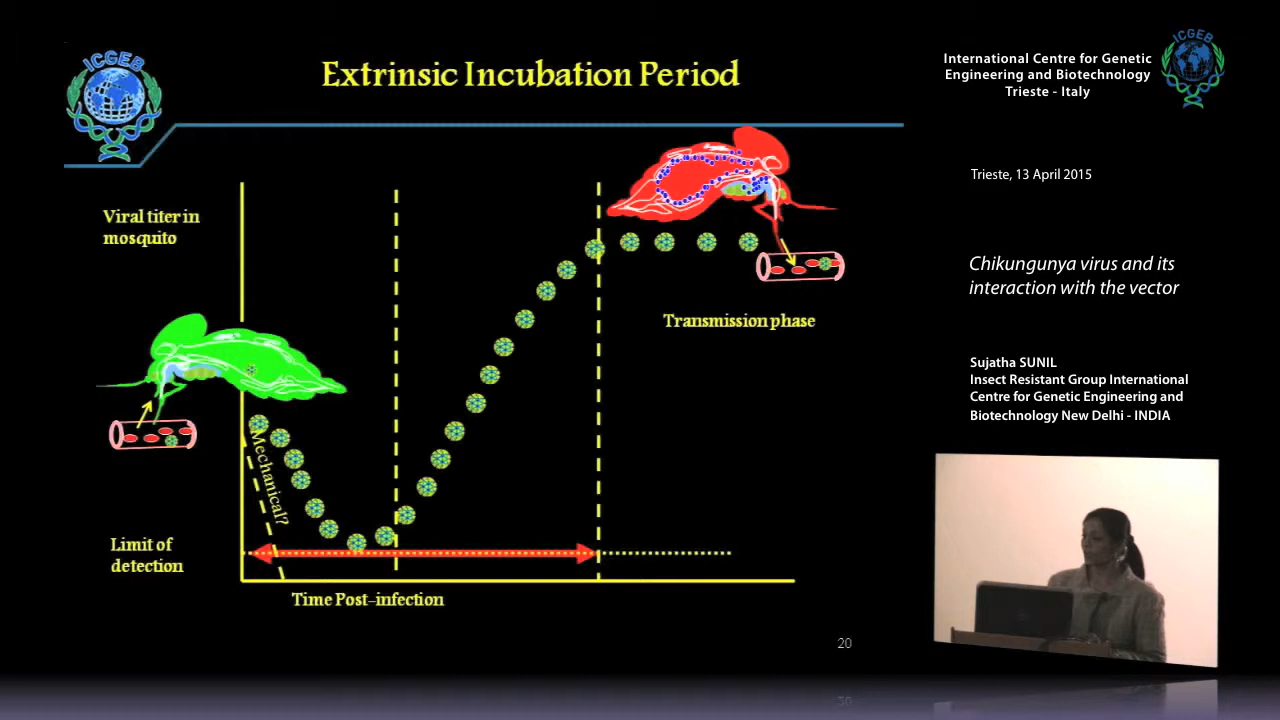 ICGEB
Extrinsic Incubation Period
Viral titer in
mosquito
Transmission phase
Mechanical?
Limit of
detection
Time Post-infection
20
International Centre for Genetic
Engineering and Biotechnology
Trieste - Italy
ICGEB
Trieste, 13 April 2015
Chikungunya virus and its
interaction with the vector
Sujatha SUNIL
Insect Resistant Group International
Centre for Genetic Engineering and
Biotechnology New Delhi - INDIA